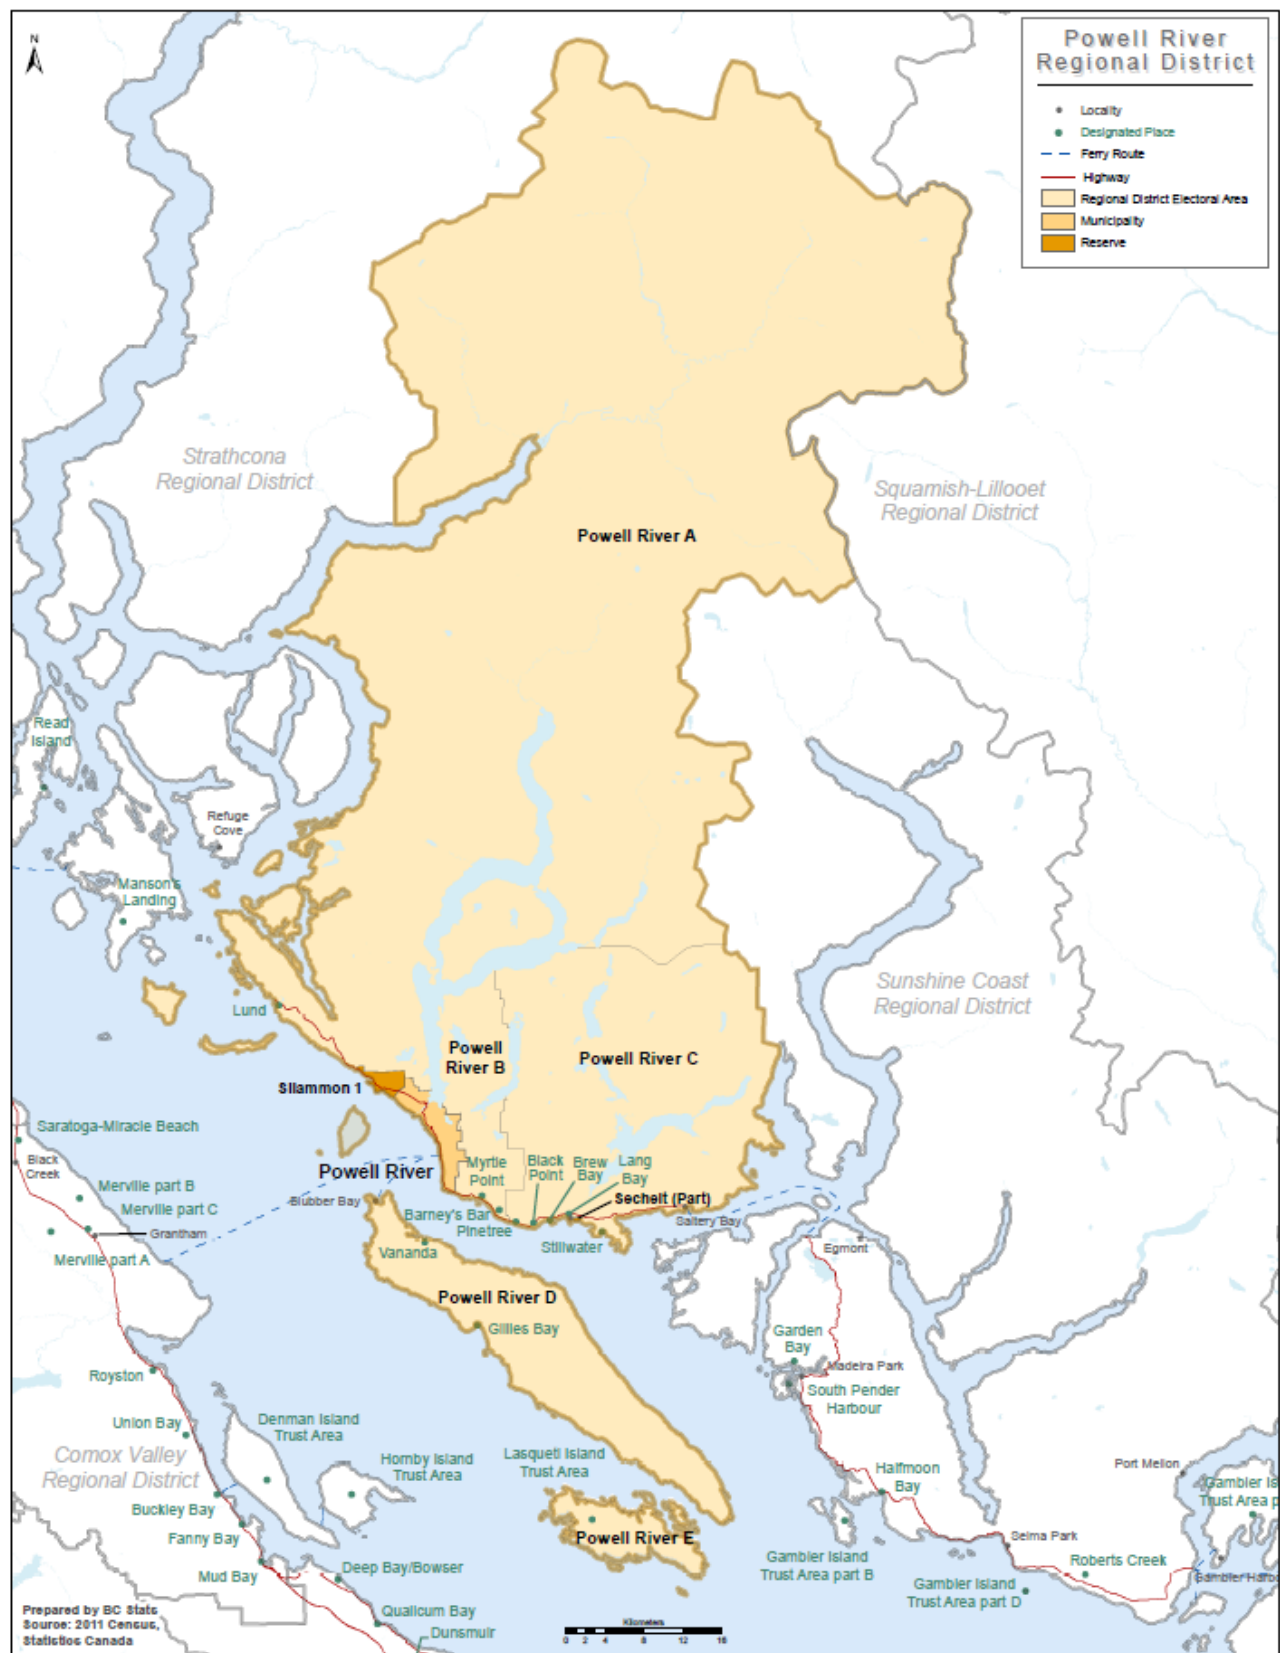 N
Powell River
Regional District
Locality
Designated Place
Ferry Route
Highway
Regional District Electoral Area
Municipality
Reserve
Strathcona
Regional District
Squamish-Lillooet
Regional District
Powell River A
Read
Island
Refuge
Cove
Manson's
Landing
Sunshine Coast
Regional District
Lund
Powell
River B
Powell River C
Sliammon 1
Saratoga-Miracle Beach
Black
Creek
Merville part B
Merville part C
Grantham
Merville part A
Powell River
Blubber Bay
Myrtle
Point
Black
Point
Brew
Bay
Lang
Bay
Sechelt (Part)
Barney's Bar
Pinetree
Stillwater
Saltery Bay
Egmont
Vananda
Powell River D
Gillies Bay
Garden
Bay
Madeira Park
South Pender
Harbour
Royston
Union Bay
Denman Island
Trust Area
Comox Valley
Regional District
Hornby Island
Trust Area
Lasqueti Island
Trust Area
Halfmoon
Bay
Port Mellon
Gambier Is
Trust Area p
Buckley Bay
Fanny Bay
Powell River E
Selma Park
Mud Bay
Deep Bay/Bowser
Gambier Island
Trust Area part B
Roberts Creek
Gambier Harbo
Gambier Island
Trust Area part D
Qualicum Bay
Dunsmuir
Prepared by BC Stats
Source: 2011 Census,
Statistics Canada
Kilometers
0 2 4 8 12 16